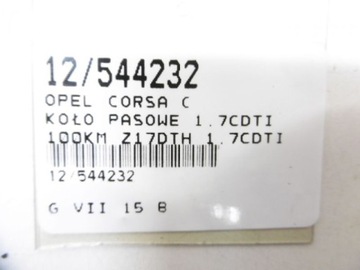 12/544232
OPEL CORSA C
KOŁO PASOWE 1.7CDTI
100KM Z17DTH 1.7CDTI
12/544232
G VII 15 B